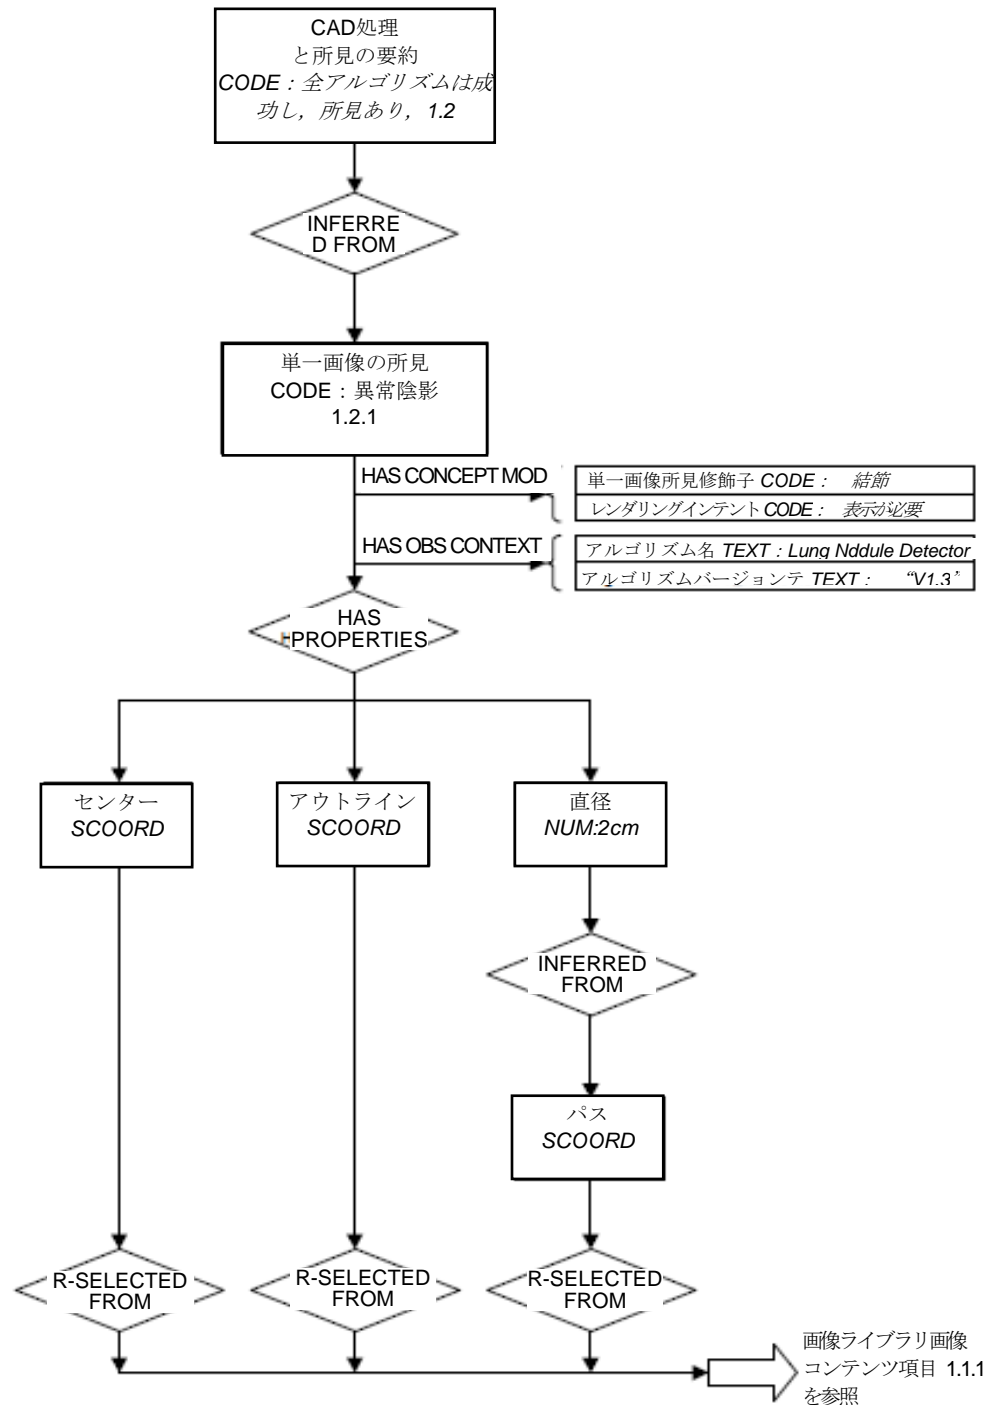 CAD処理
と所見の要約
CODE：全アルゴリズムは成
功し，所見あり，1.2
INFERRE
D FROM
単一画像の所見
CODE：異常陰影
1.2.1
HAS CONCEPT MOD
単一画像所見修飾子 CODE： 結節
レンダリングインテント CODE： 表示が必要
HAS OBS CONTEXT
アルゴリズム名 TEXT：Lung Nddule Detector
アルゴリズムバージョンテ TEXT： “V1.3”
HAS
PROPERTIES
センター
SCOORD
アウトライン
SCOORD
直径
NUM:2cm
INFERRED
FROM
パス
SCOORD
R-SELECTED
FROM
R-SELECTED
FROM
R-SELECTED
FROM
画像ライブラリ画像
コンテンツ項目 1.1.1
を参照